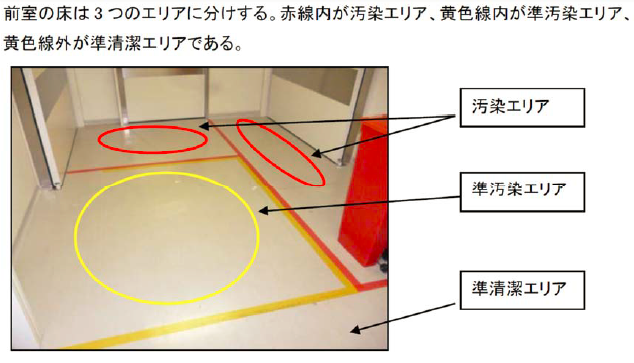 前室の床は3つのエリアに分けする。赤線内が汚染エリア、黄色線内が準汚染エリア、
黄色線外が準清潔エリアである。
汚染エリア
準汚染エリア
準清潔エリア